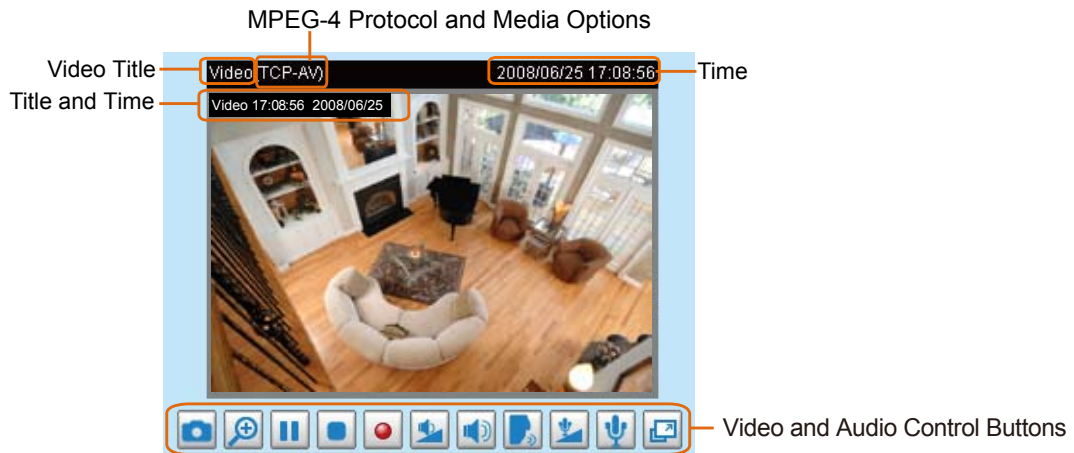 MPEG-4 Protocol and Media Options
Video Title
Video (TCP-AV)
2008/06/25 17:08:56
Time
Title and Time
Video 17:08:56 2008/06/25
Video and Audio Control Buttons